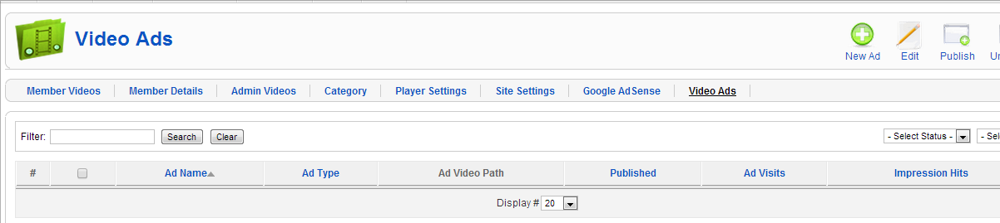 Video Ads
New Ad Edit Publish
Member Videos Member Details Admin Videos Category Player Settings Site Settings Google AdSense Video Ads
Filter: Search Clear - Select Status -
# Ad Name Ad Type Ad Video Path Published Ad Visits Impression Hits
Display # 20